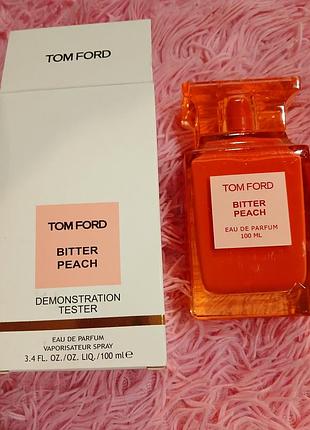 TOM FORD
TOM FORD
BITTER
PEACH
DEMONSTRATION
TESTER
EAU DE PARFUM
VAPORISATEUR SPRAY
3.4 FL. OZ./OZ. LIQ./100 ml ℮
TOM FORD
BITTER
PEACH
EAU DE PARFUM
100 ML